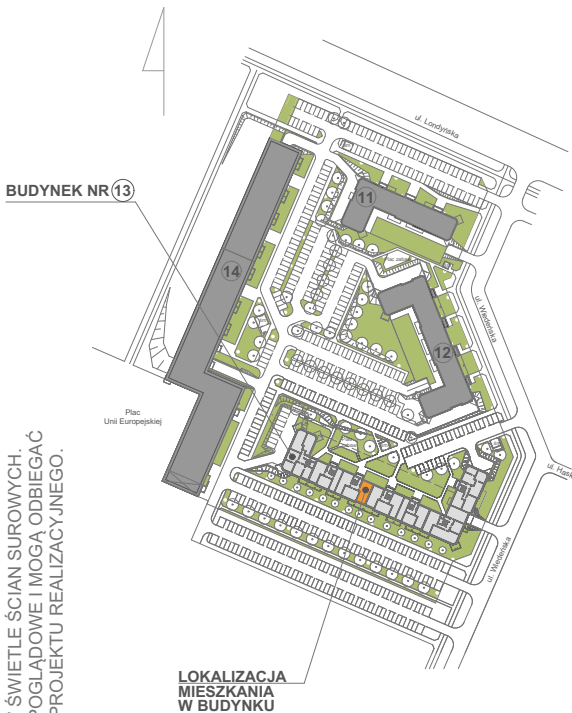 ul. Londyńska
BUDYNEK NR 13
11
14
ul. Wiedeńska
12
Plac
Unii Europejskiej
ŚWIETLE ŚCIAN SUROWYCH.
POGLĄDOWE I MOGĄ ODBIEGAĆ
PROJEKTU REALIZACYJNEGO.
ul. Hask
ul. Wiedeńska
LOKALIZACJA
MIESZKANIA
W BUDYNKU